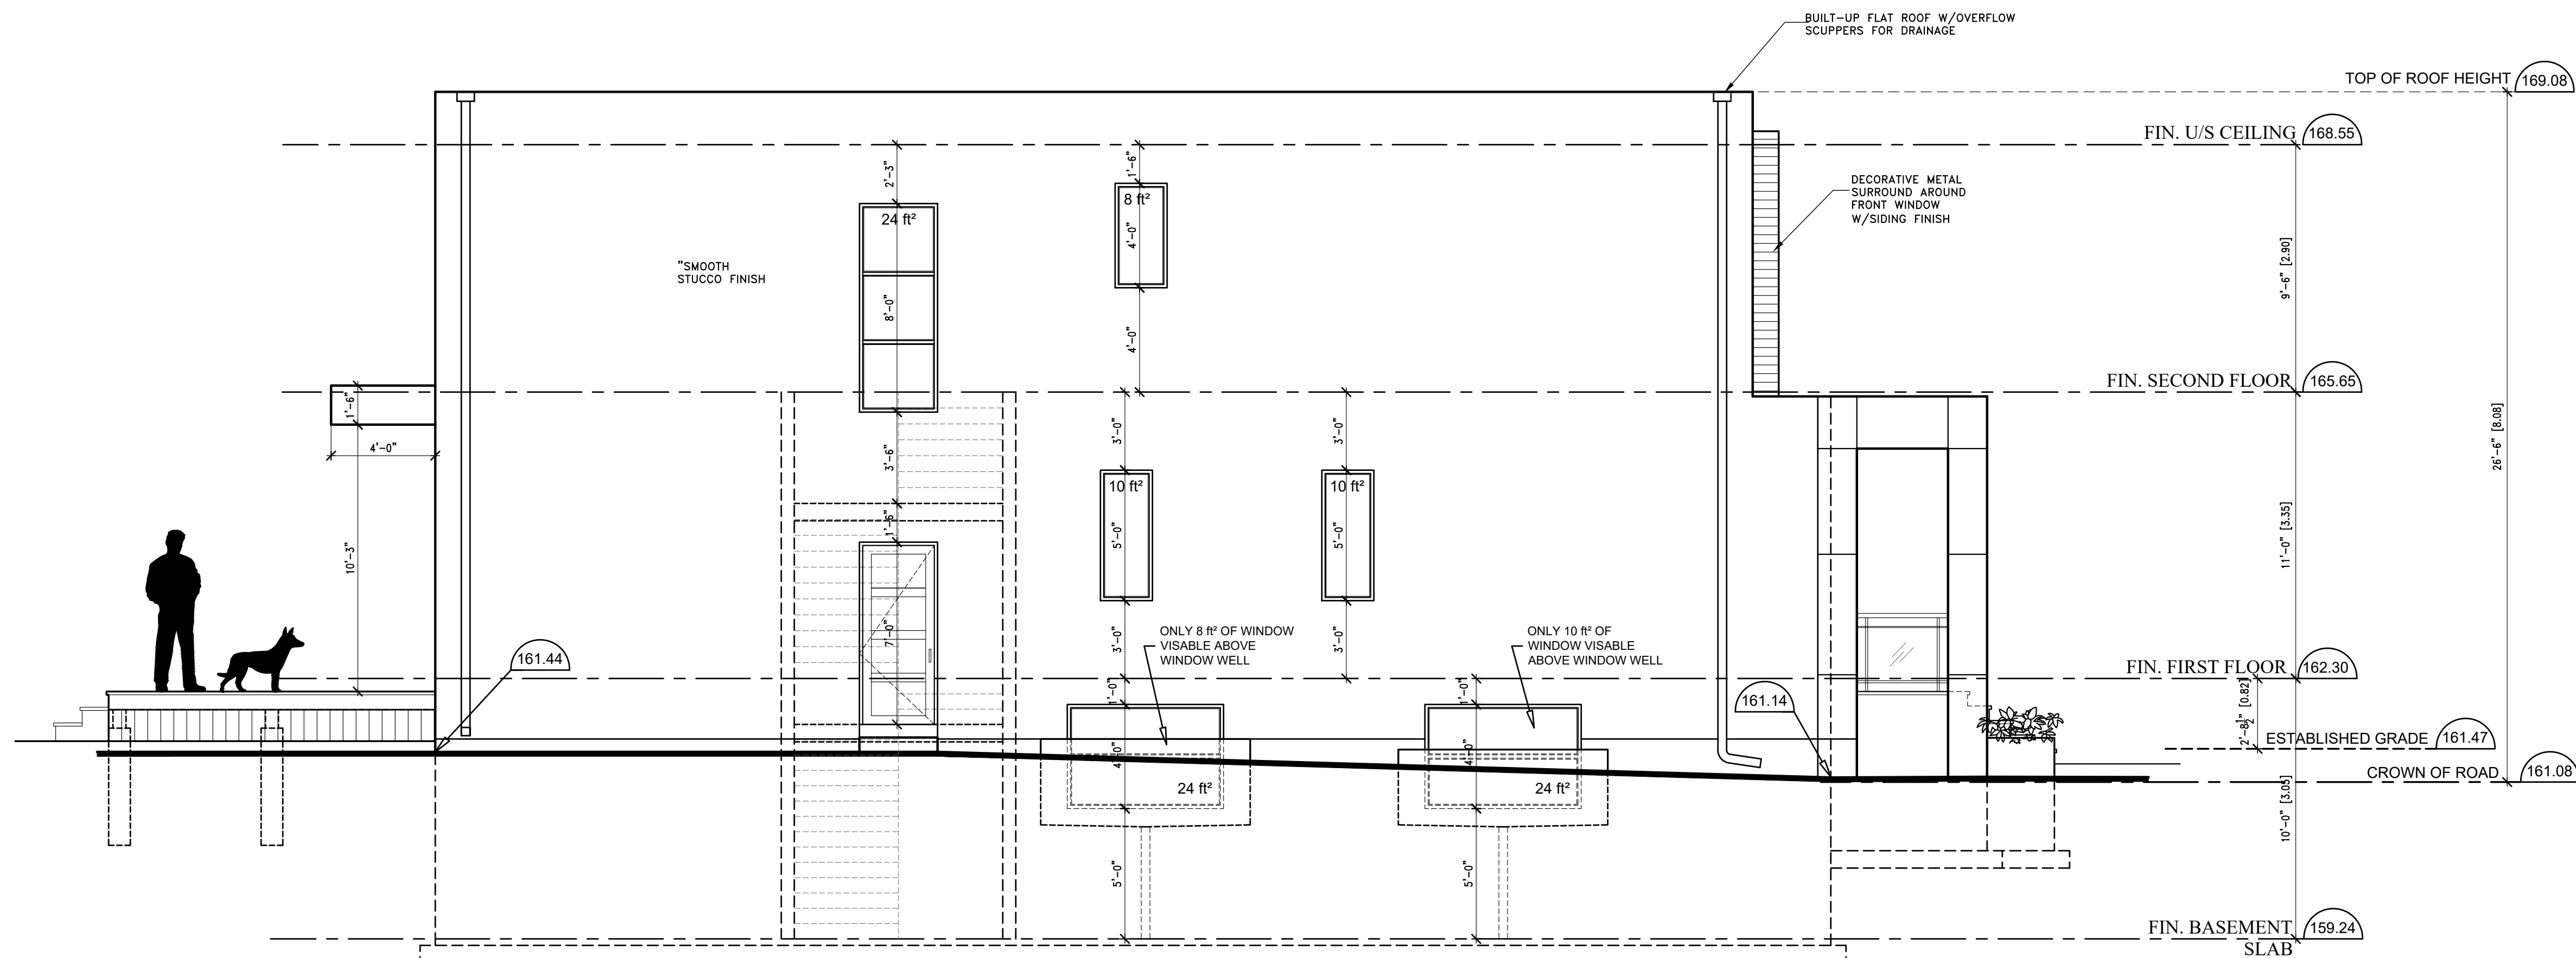 BUILT-UP FLAT ROOF W/OVERFLOW
SCUPPERS FOR DRAINAGE
TOP OF ROOF HEIGHT 169.08
FIN. U/S CEILING 168.55
DECORATIVE METAL
SURROUND AROUND
FRONT WINDOW
W/SIDING FINISH
2'-3"
1'-6"
24 ft²
8 ft²
4'-0"
"SMOOTH
STUCCO FINISH
8'-0"
4'-0"
9'-6" [2.90]
FIN. SECOND FLOOR 165.65
1'-6"
4'-0"
3'-6"
3'-0"
3'-0"
26'-6" [8.08]
10 ft²
10 ft²
1'-6"
5'-0"
5'-0"
11'-0" [3.35]
10'-3"
7'-0"
3'-0"
3'-0"
ONLY 8 ft² OF WINDOW
VISABLE ABOVE
WINDOW WELL
ONLY 10 ft² OF
WINDOW VISABLE
ABOVE WINDOW WELL
161.44
FIN. FIRST FLOOR 162.30
1'-0"
1'-0"
161.14
2'-8 1/2" [0.82]
ESTABLISHED GRADE 161.47
4'-0"
4'-0"
CROWN OF ROAD 161.08
24 ft²
24 ft²
10'-0" [3.05]
5'-0"
5'-0"
FIN. BASEMENT 159.24
SLAB